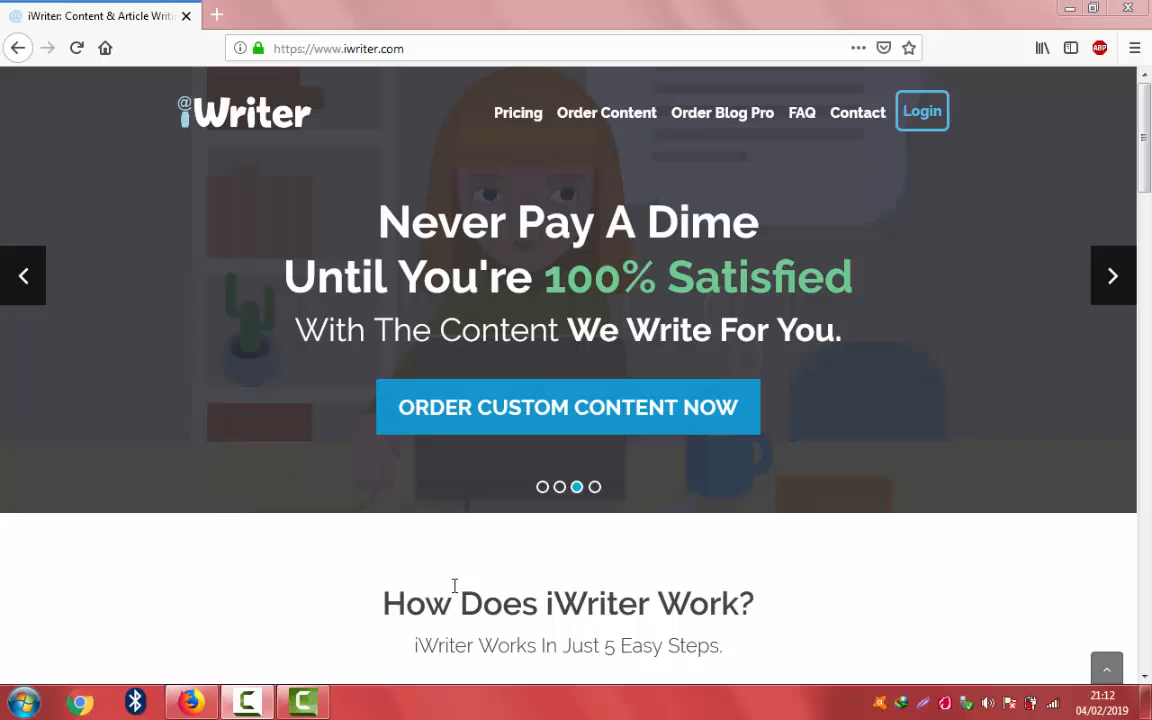 iWriter: Content & Article Writi
https://www.iwriter.com
ABP
@
iWriter
Pricing
Order Content
Order Blog Pro
FAQ
Contact
Login
Never Pay A Dime
Until You're 100% Satisfied
With The Content We Write For You.
ORDER CUSTOM CONTENT NOW
How Does iWriter Work?
iWriter Works In Just 5 Easy Steps.
21:12
04/02/2019